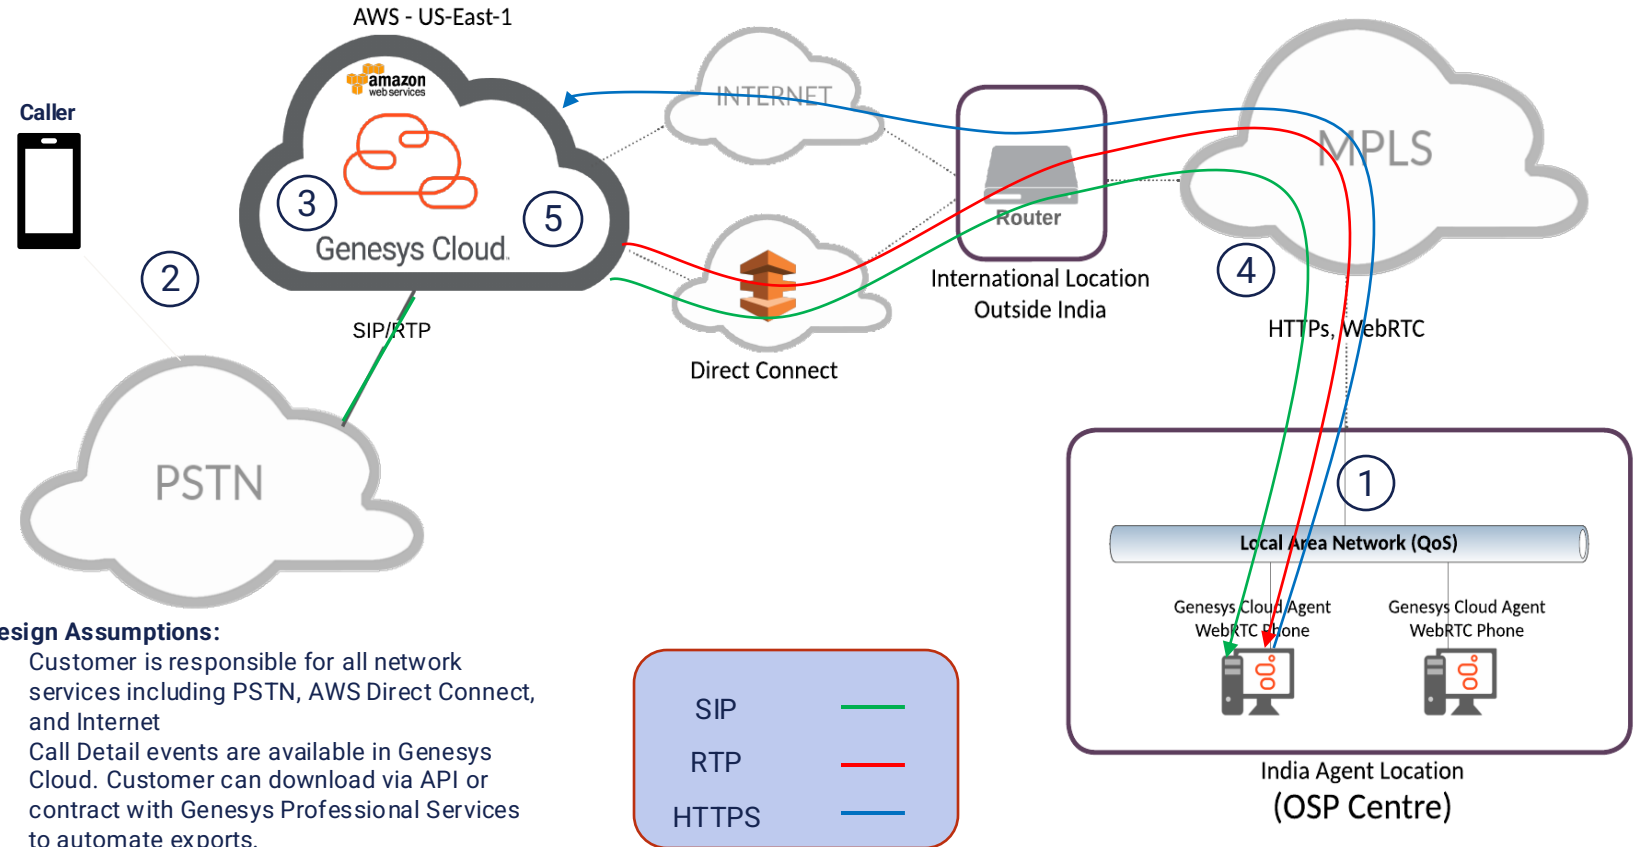 AWS - US-East-1
amazon
web services
Caller
INTERNET
MPLS
3
5
Genesys Cloud
Router
2
4
International Location
Outside India
SIP/RTP
HTTPs, WebRTC
Direct Connect
PSTN
1
Local Area Network (QoS)
Genesys Cloud Agent
WebRTC Phone
Genesys Cloud Agent
WebRTC Phone
esign Assumptions:
Customer is responsible for all network
services including PSTN, AWS Direct Connect,
and Internet
Call Detail events are available in Genesys
Cloud. Customer can download via API or
contract with Genesys Professional Services
to automate exports.
SIP
RTP
HTTPS
India Agent Location
(OSP Centre)